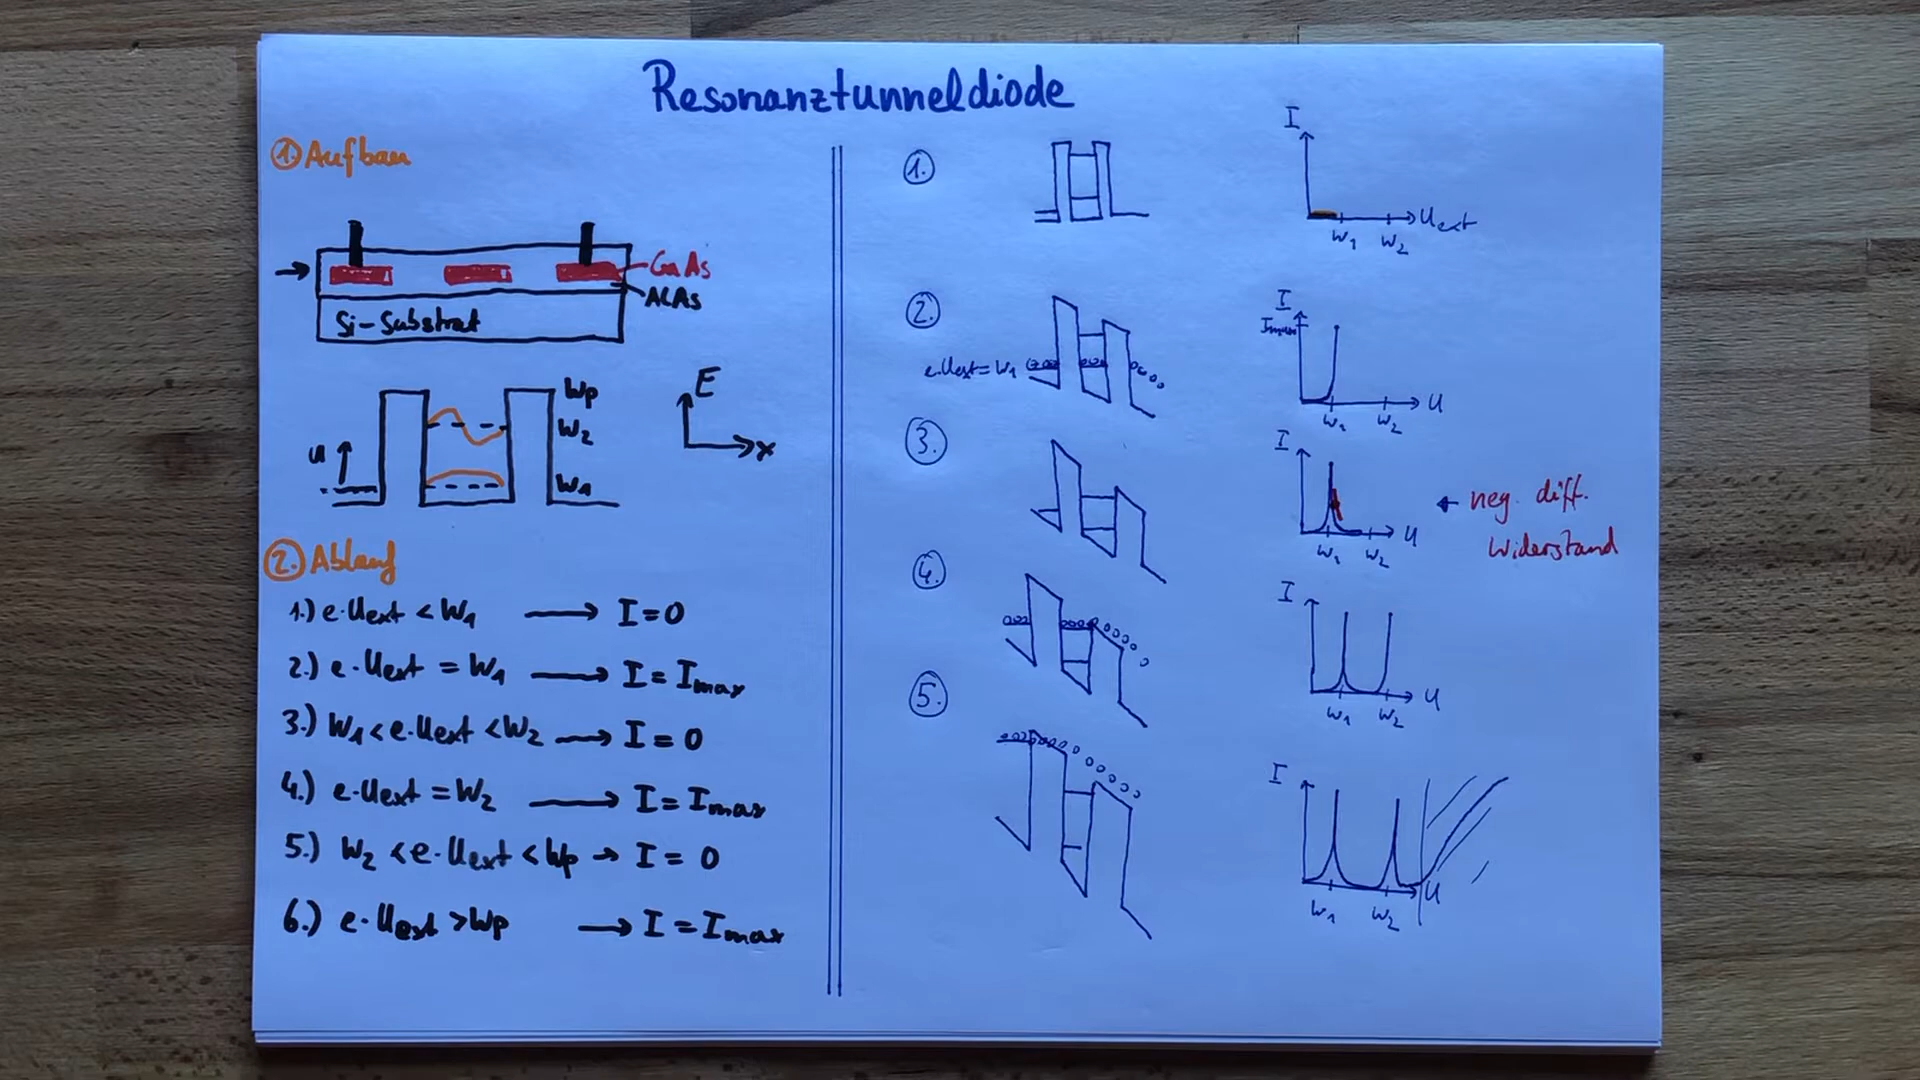 Resonanztunneldiode
① Aufbau
GaAs
AlAs
Si-Substrat
Wp
W2
W1
U
E
x
② Ablauf
1.) e·Uext < W1 → I=0
2.) e·Uext = W1 → I=Imax
3.) W1 < e·Uext < W2 → I=0
4.) e·Uext = W2 → I=Imax
5.) W2 < e·Uext < Wp → I=0
6.) e·Uext > Wp → I=Imax
1.
I
Uext
W1 W2
2.
e·Uext = W1
I
Imax
U
W1 W2
3.
I
U
W1 W2
← neg. diff.
Widerstand
4.
I
U
W1 W2
5.
I
U
W1 W2